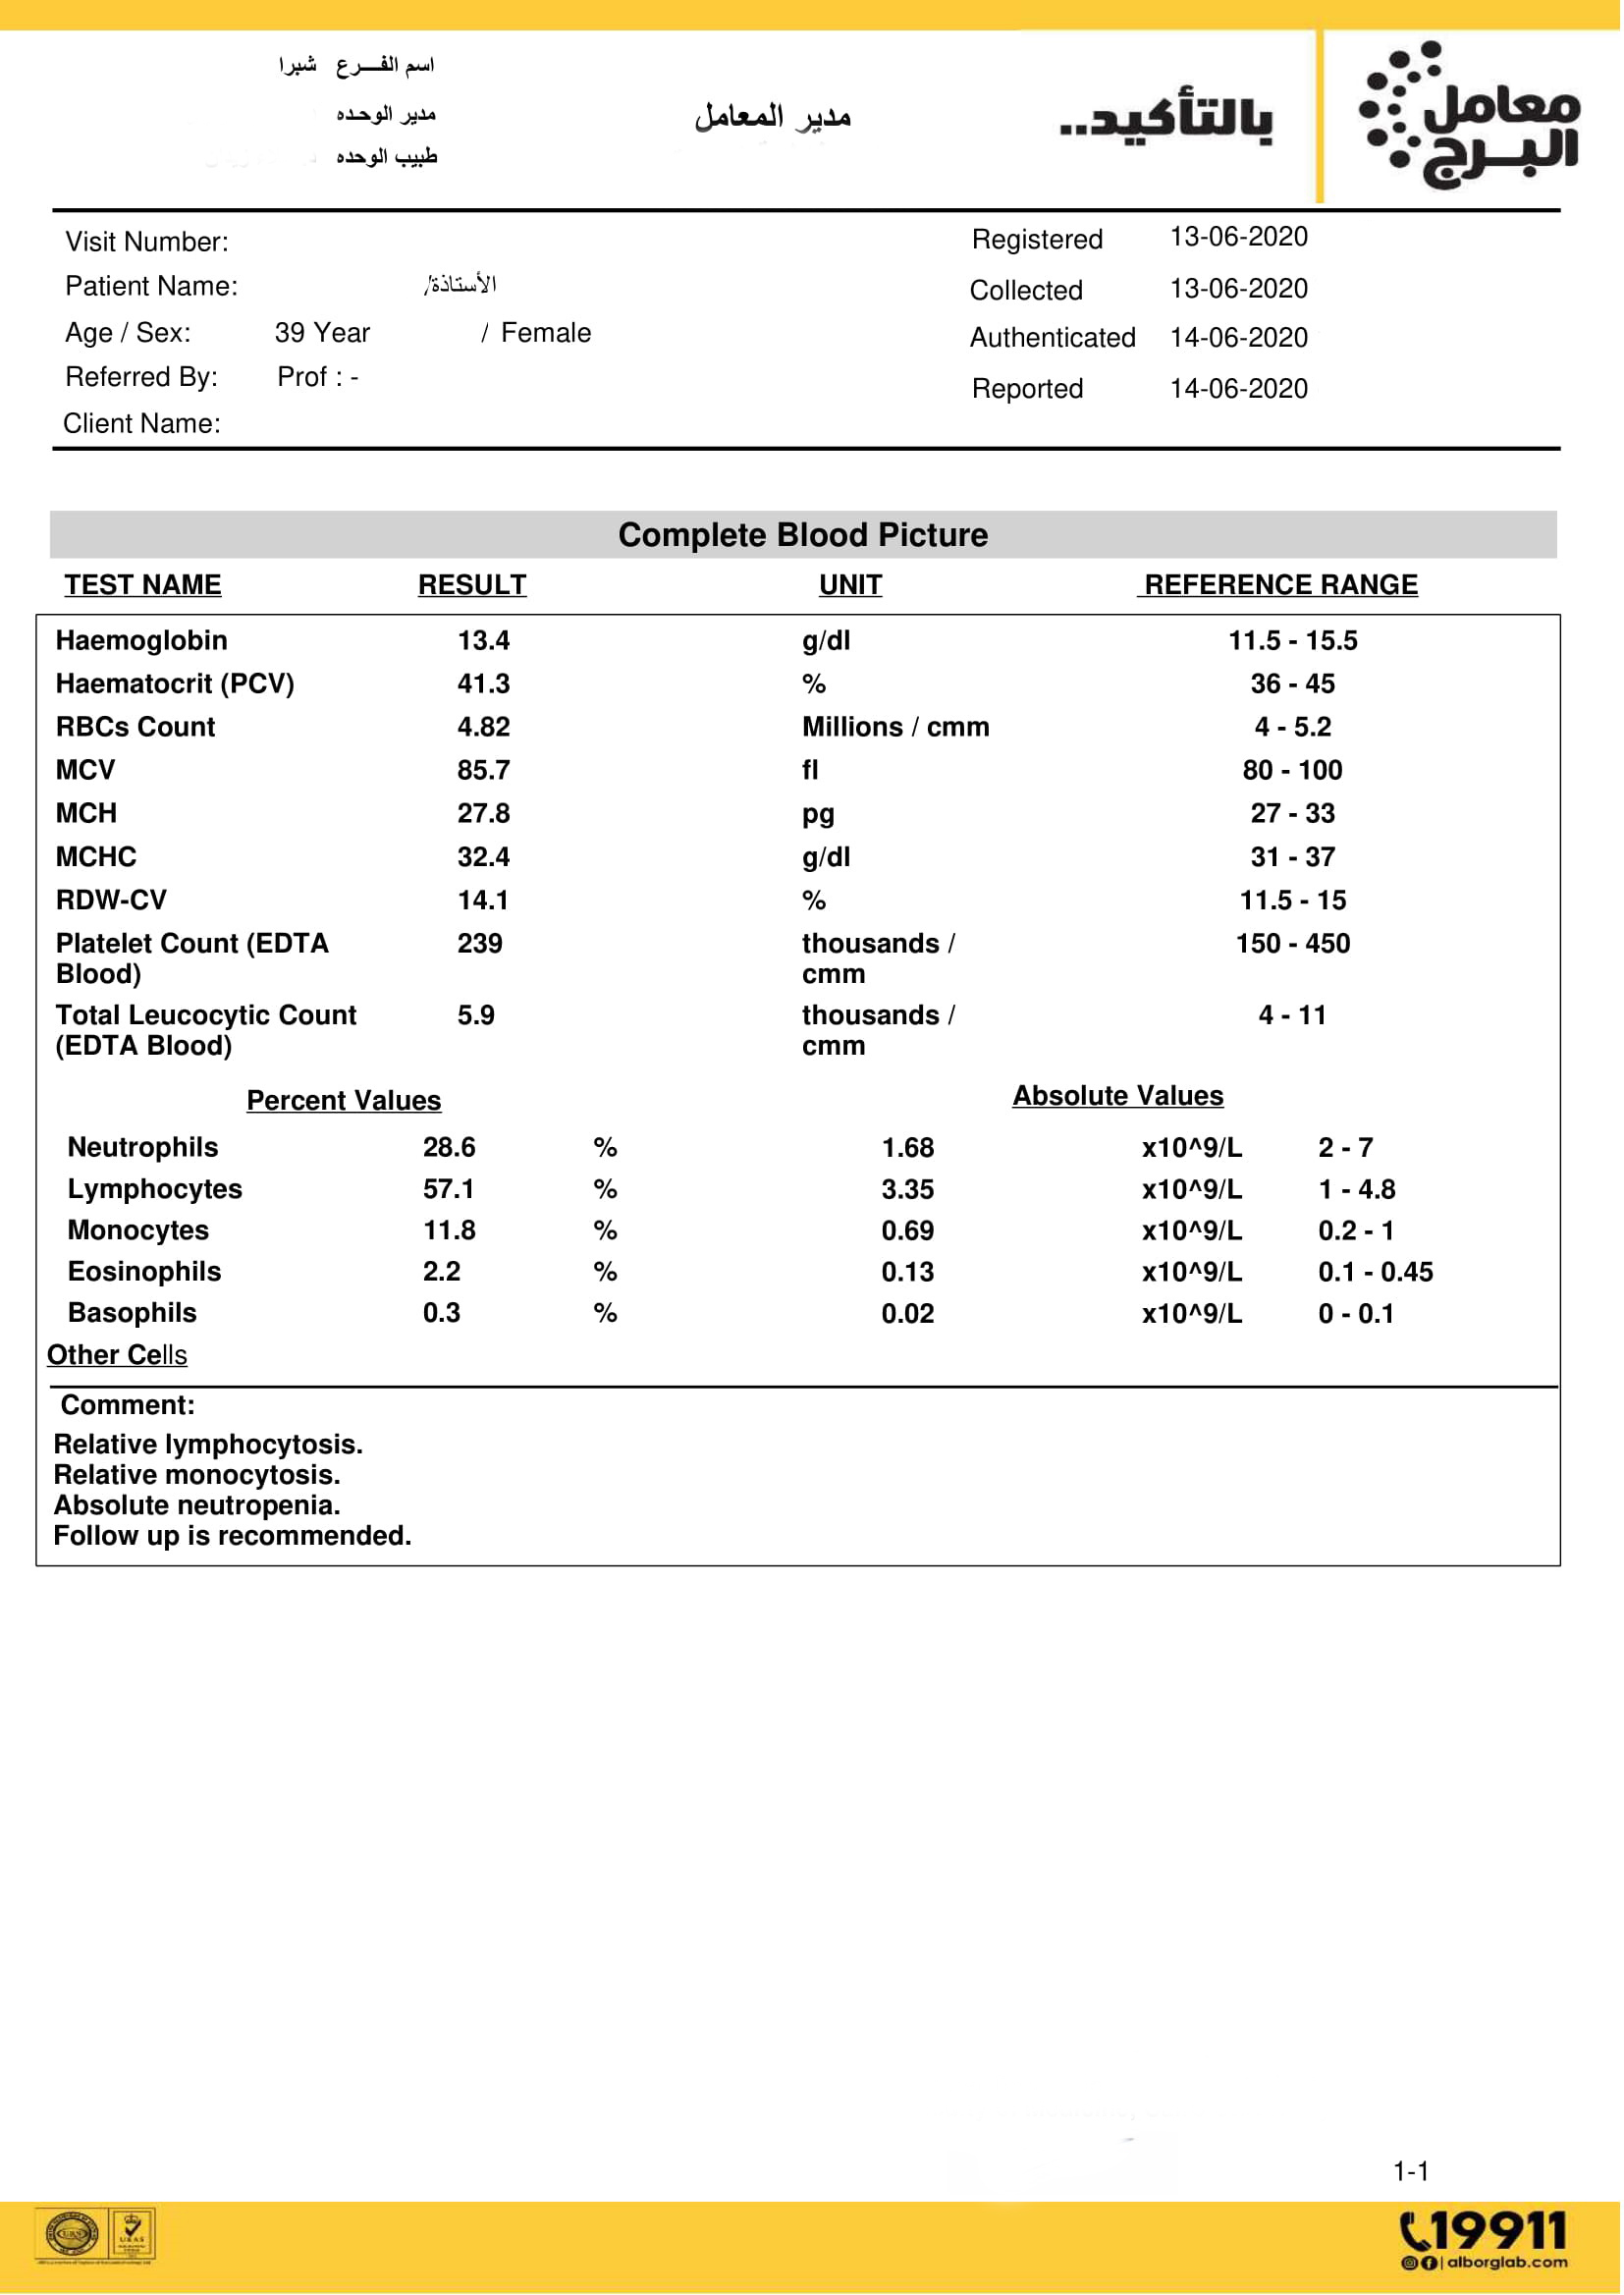 اسم الفـــرع شبرا
مدير الوحده
طبيب الوحده
مدير المعامل
بالتأكيد..
معامل
البرج
Visit Number:
Patient Name: الأستاذة/
Age / Sex: 39 Year / Female
Referred By: Prof : -
Client Name:
Registered 13-06-2020
Collected 13-06-2020
Authenticated 14-06-2020
Reported 14-06-2020
Complete Blood Picture
TEST NAME RESULT UNIT REFERENCE RANGE
Haemoglobin 13.4 g/dl 11.5 - 15.5
Haematocrit (PCV) 41.3 % 36 - 45
RBCs Count 4.82 Millions / cmm 4 - 5.2
MCV 85.7 fl 80 - 100
MCH 27.8 pg 27 - 33
MCHC 32.4 g/dl 31 - 37
RDW-CV 14.1 % 11.5 - 15
Platelet Count (EDTA 239 thousands / 150 - 450
Blood) cmm
Total Leucocytic Count 5.9 thousands / 4 - 11
(EDTA Blood) cmm
Percent Values Absolute Values
Neutrophils 28.6 % 1.68 x10^9/L 2 - 7
Lymphocytes 57.1 % 3.35 x10^9/L 1 - 4.8
Monocytes 11.8 % 0.69 x10^9/L 0.2 - 1
Eosinophils 2.2 % 0.13 x10^9/L 0.1 - 0.45
Basophils 0.3 % 0.02 x10^9/L 0 - 0.1
Other Cells
Comment:
Relative lymphocytosis.
Relative monocytosis.
Absolute neutropenia.
Follow up is recommended.
1-1
19911
alborglab.com
UKAS